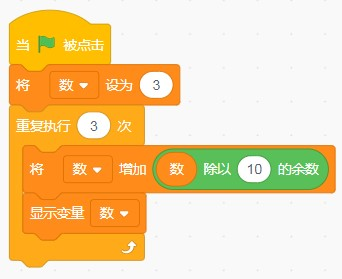 当 被点击
将 数 设为 3
重复执行 3 次
将 数 增加 数 除以 10 的余数
显示变量 数